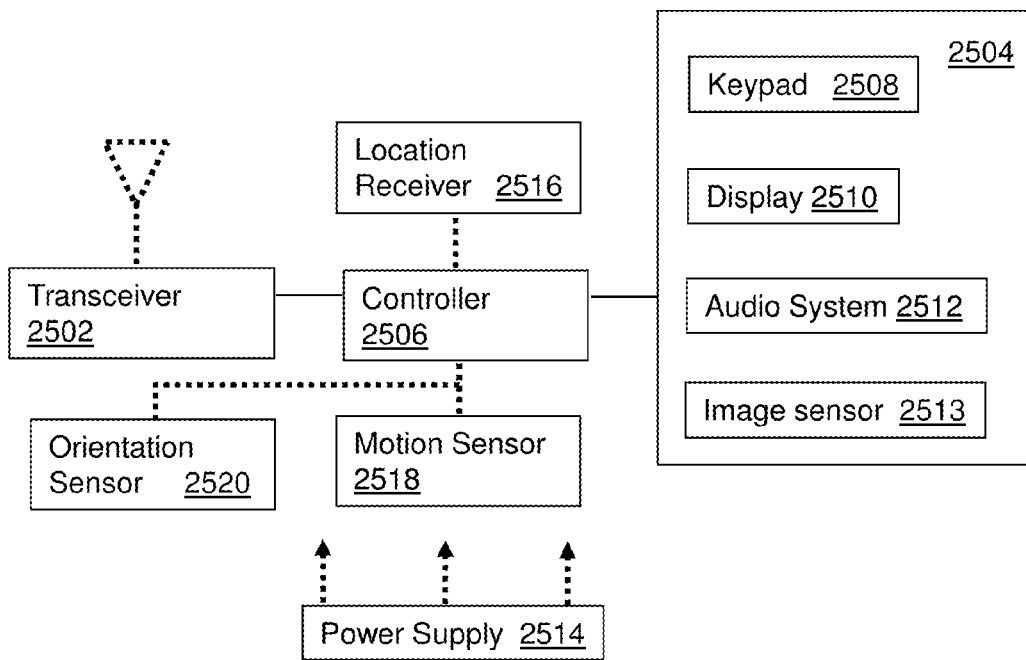 2504
Keypad 2508
Location
Receiver 2516
Display 2510
Transceiver
2502
Controller
2506
Audio System 2512
Image sensor 2513
Orientation
Sensor 2520
Motion Sensor
2518
Power Supply 2514